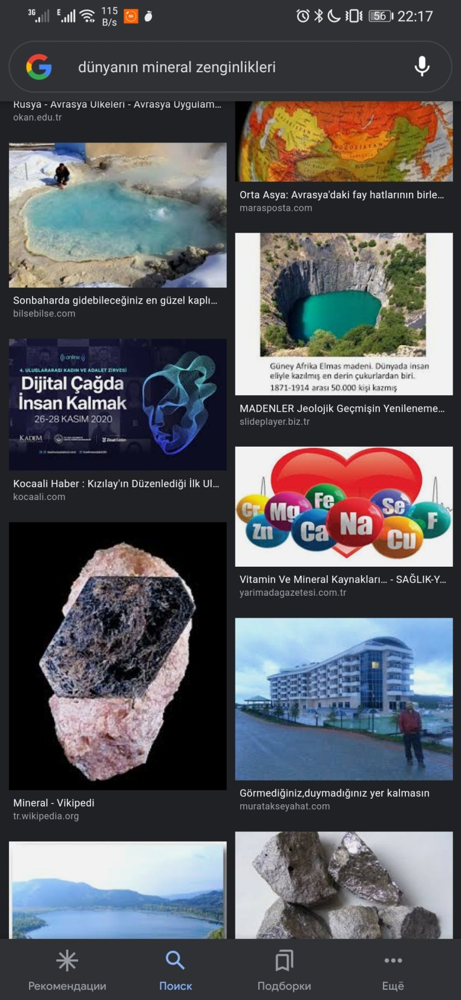 3G
E
115
B/s
56
22:17
dünyanın mineral zenginlikleri
Rusya - Avrasya Ülkeleri - Avrasya Uygulam...
okan.edu.tr
Orta Asya: Avrasya'daki fay hatlarının birle...
marasposta.com
Sonbaharda gidebileceğiniz en güzel kaplı...
bilsebilse.com
Güney Afrika Elmas madeni. Dünyada insan
eliyle kazılmış en derin çukurlardan biri.
1871-1914 arası 50.000 kişi kazmış
MADENLER Jeolojik Geçmişin Yenileneme...
slideplayer.biz.tr
online
4. ULUSLARARASI KADIN VE ADALET ZİRVESİ
Dijital Çağda
İnsan Kalmak
26-28 KASIM 2020
KADEM
Kocaali Haber : Kızılay'ın Düzenlediği İlk Ul...
kocaali.com
Cr
Mg
Fe
Se
F
Zn
Ca
Na
Cu
Vitamin Ve Mineral Kaynakları... - SAĞLIK-Y...
yarimadagazetesi.com.tr
Mineral - Vikipedi
tr.wikipedia.org
Görmediğiniz,duymadığınız yer kalmasın
muratakseyahat.com
Рекомендации
Поиск
Подборки
Ещё